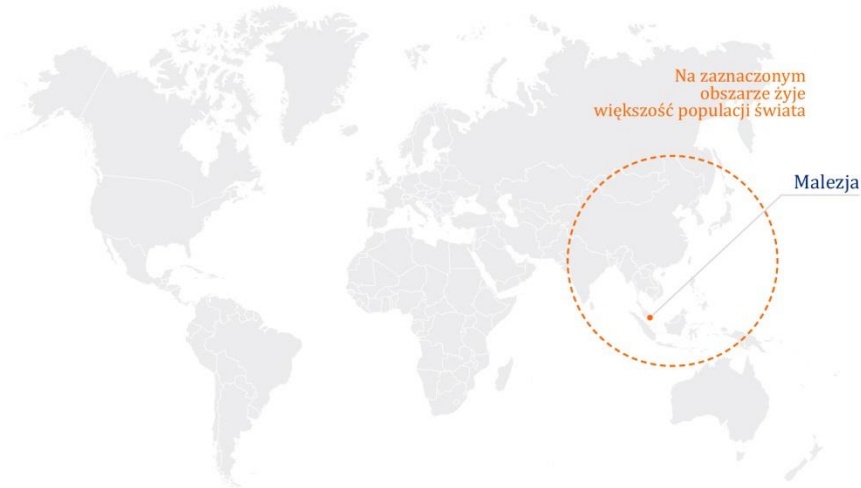 Na zaznaczonym
obszarze żyje
większość populacji świata
Malezja